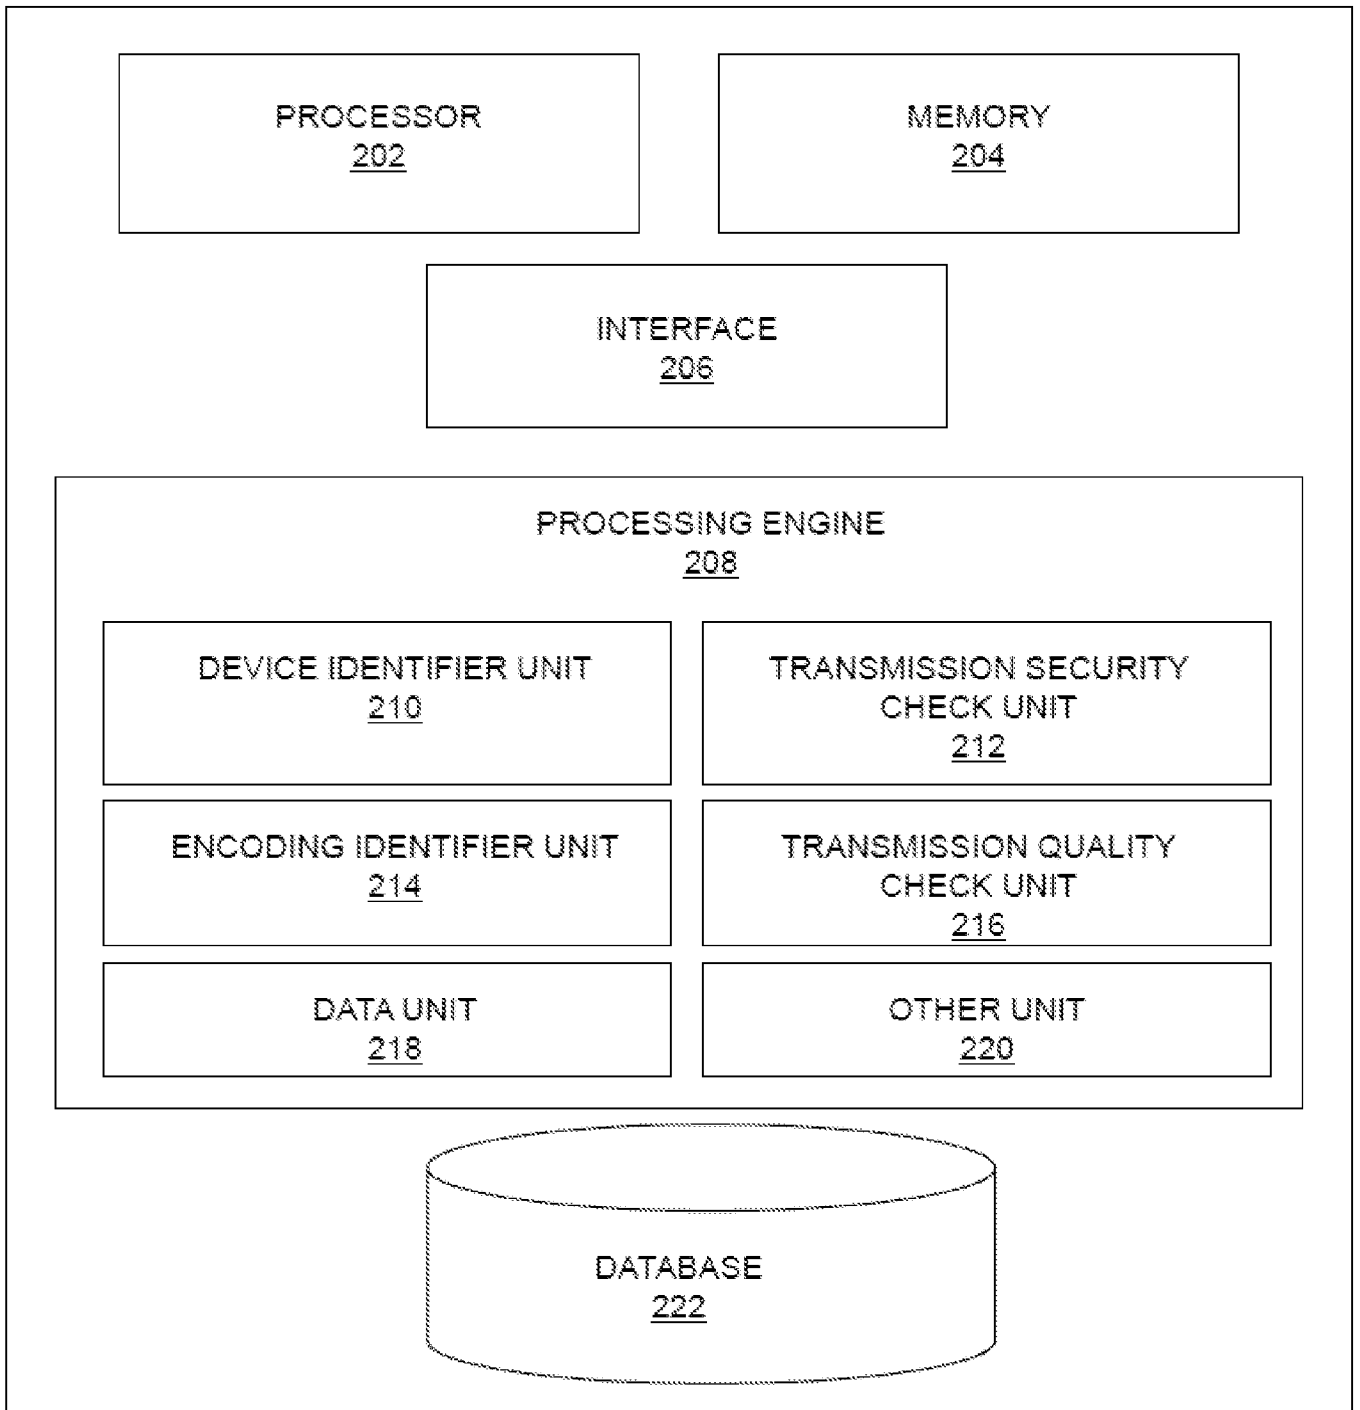 PROCESSOR
202
MEMORY
204
INTERFACE
206
PROCESSING ENGINE
208
DEVICE IDENTIFIER UNIT
210
TRANSMISSION SECURITY
CHECK UNIT
212
ENCODING IDENTIFIER UNIT
214
TRANSMISSION QUALITY
CHECK UNIT
216
DATA UNIT
218
OTHER UNIT
220
DATABASE
222